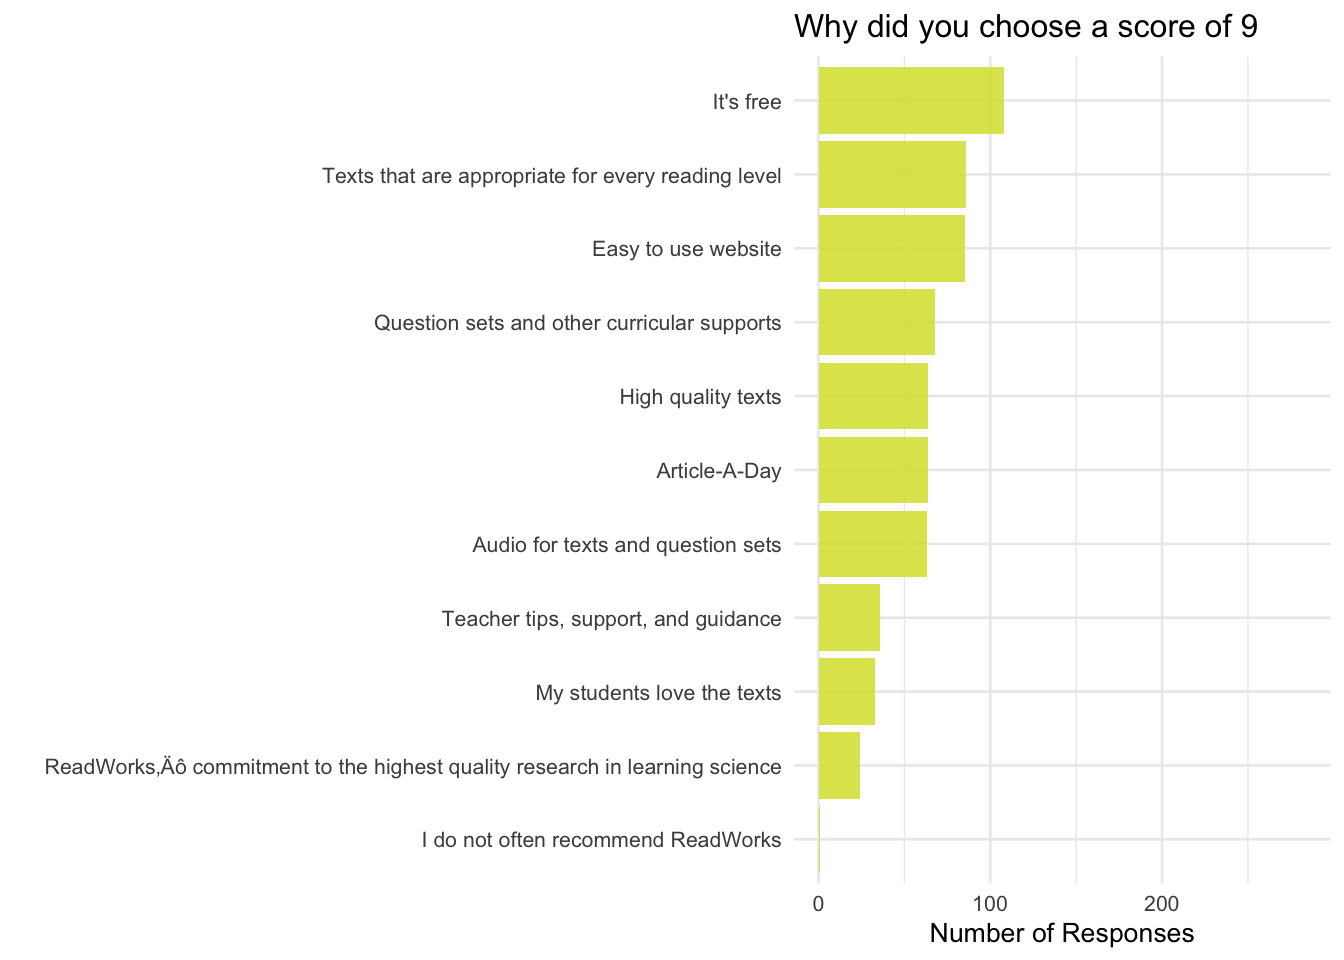 Why did you choose a score of 9
It's free
Texts that are appropriate for every reading level
Easy to use website
Question sets and other curricular supports
High quality texts
Article-A-Day
Audio for texts and question sets
Teacher tips, support, and guidance
My students love the texts
ReadWorks‚Äô commitment to the highest quality research in learning science
I do not often recommend ReadWorks
0 100 200
Number of Responses